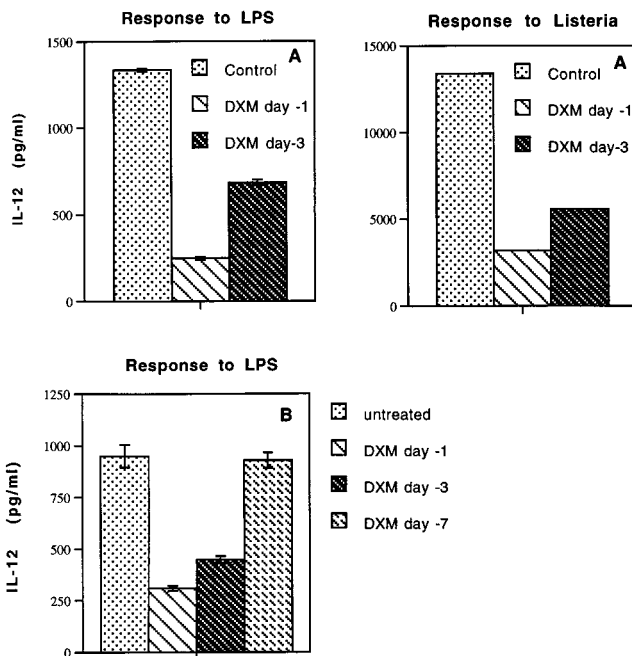 Response to LPS
IL-12 (pg/ml)
1500
1000
500
0
A
Control
DXM day -1
DXM day-3
Response to Listeria
15000
10000
5000
0
A
Control
DXM day -1
DXM day-3
Response to LPS
IL-12 (pg/ml)
1250
1000
750
500
250
0
B
untreated
DXM day -1
DXM day -3
DXM day -7